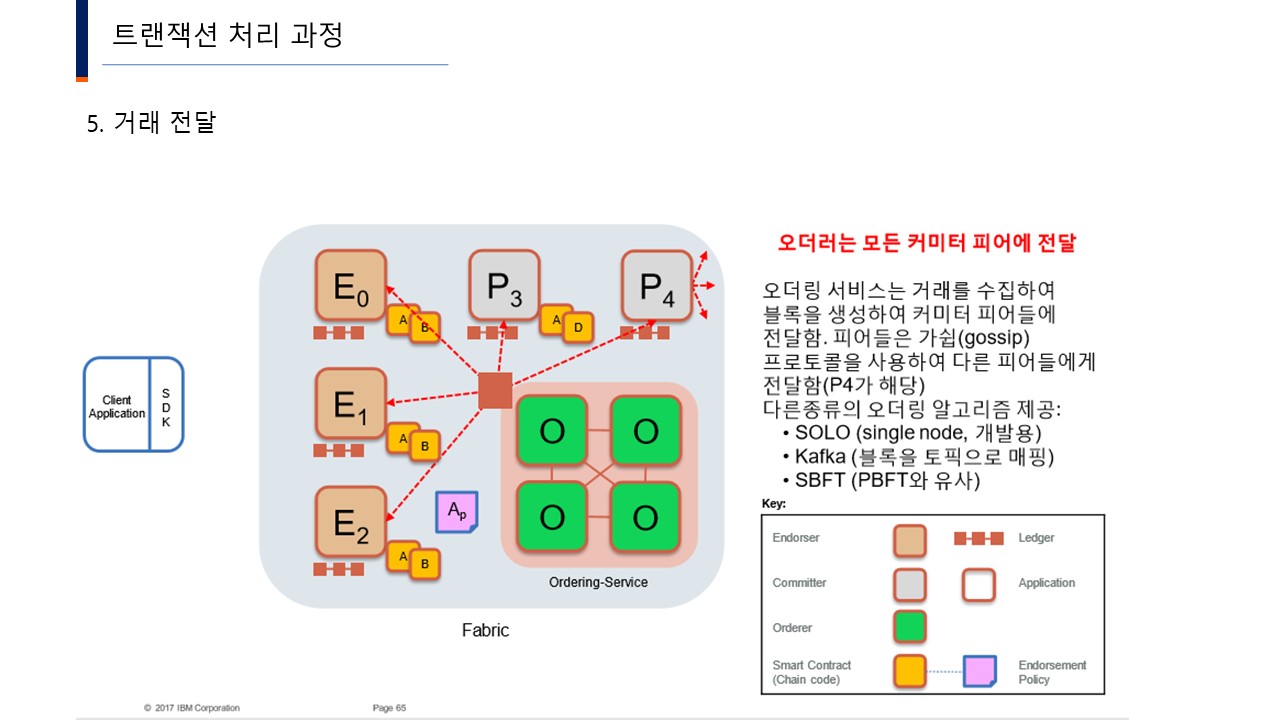 트랜잭션 처리 과정
5. 거래 전달
E0
P3
P4
A
B
A
D
E1
A
B
E2
A
B
Ap
O
O
O
O
Ordering-Service
Fabric
Client
Application
S
D
K
오더러는 모든 커미터 피어에 전달
오더링 서비스는 거래를 수집하여
블록을 생성하여 커미터 피어들에
전달함. 피어들은 가쉽(gossip)
프로토콜을 사용하여 다른 피어들에게
전달함(P4가 해당)
다른종류의 오더링 알고리즘 제공:
• SOLO (single node, 개발용)
• Kafka (블록을 토픽으로 매핑)
• SBFT (PBFT와 유사)
Key:
Endorser
Ledger
Committer
Application
Orderer
Smart Contract
(Chain code)
Endorsement
Policy
© 2017 IBM Corporation
Page 65